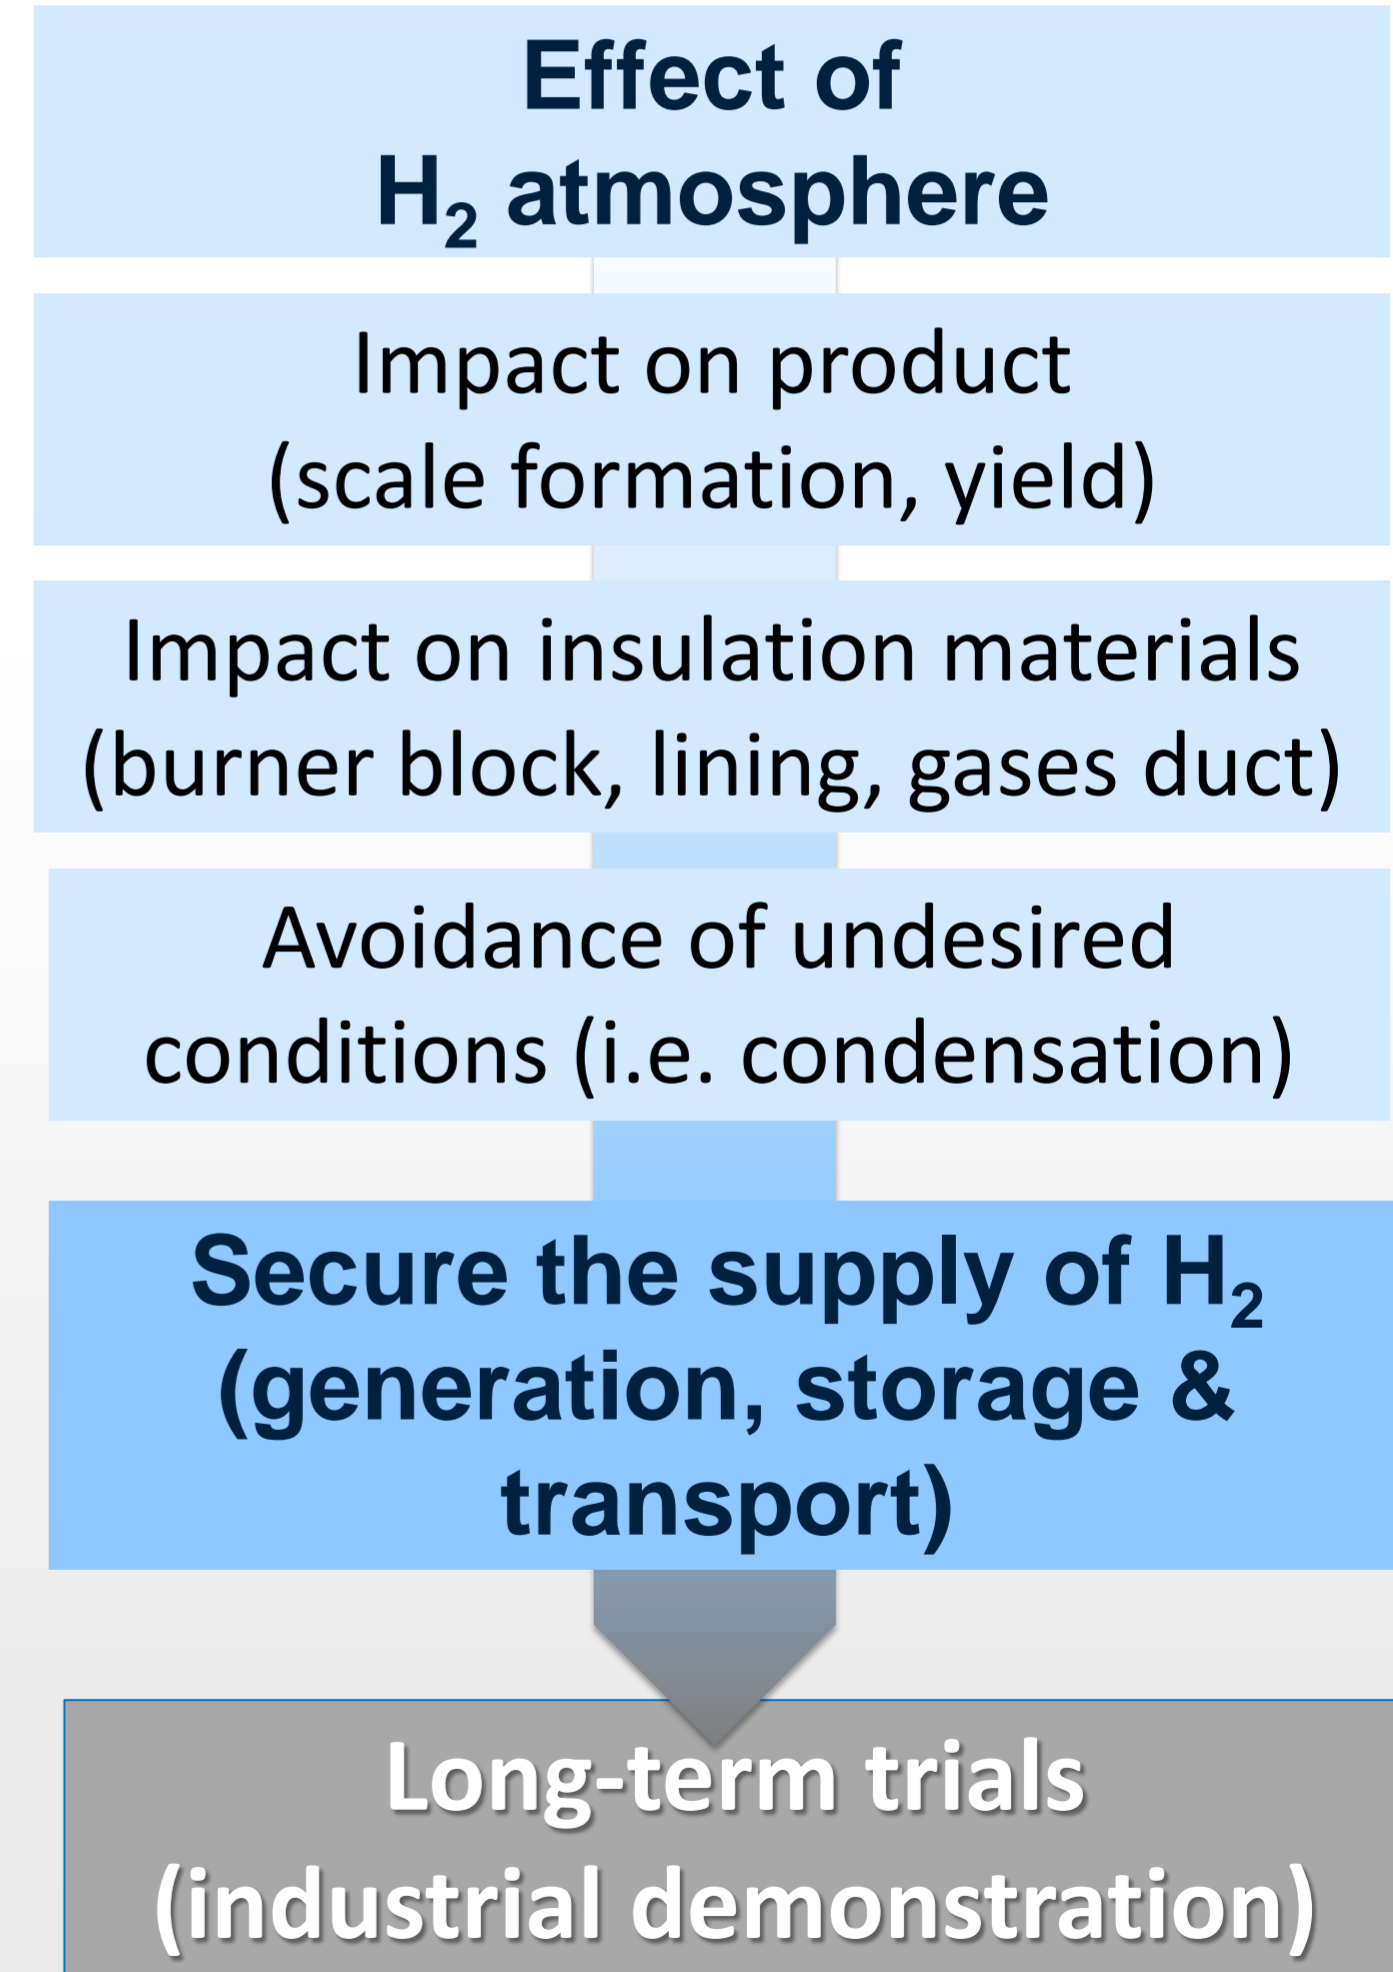 Effect of
H₂ atmosphere
Impact on product
(scale formation, yield)
Impact on insulation materials
(burner block, lining, gases duct)
Avoidance of undesired
conditions (i.e. condensation)
Secure the supply of H₂
(generation, storage &
transport)
Long-term trials
(industrial demonstration)